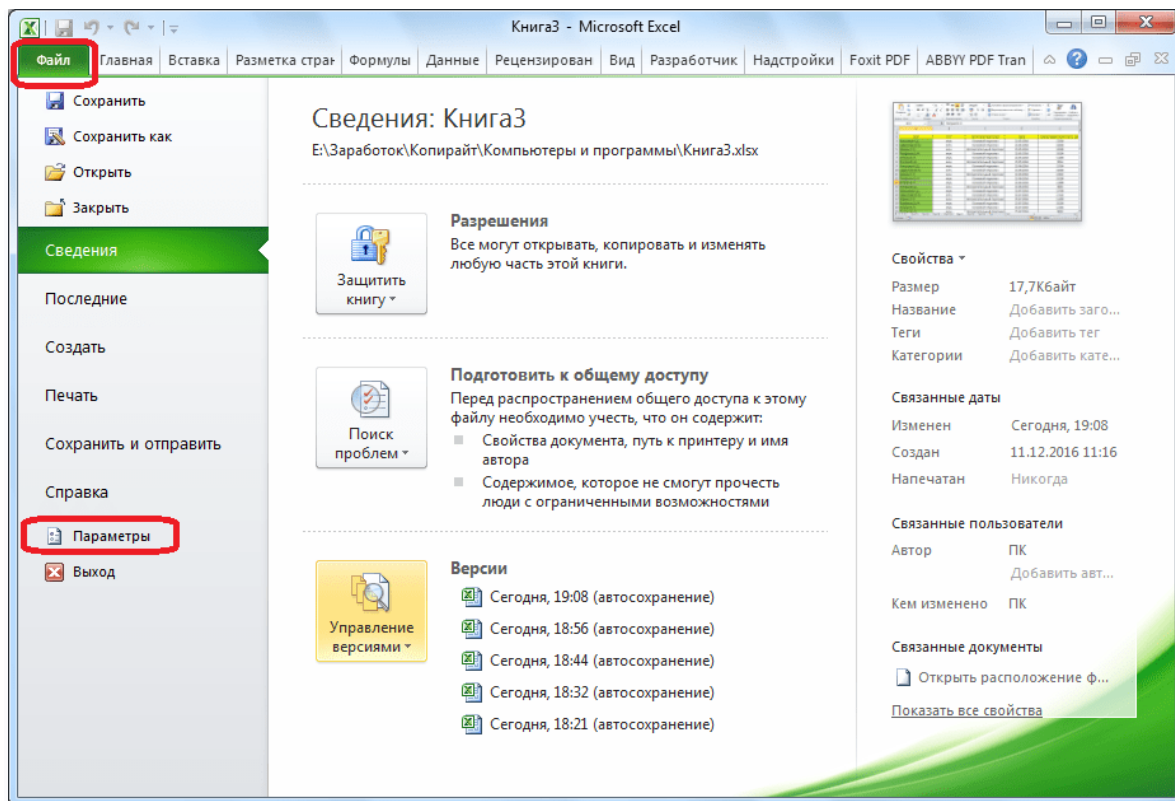 Книга3 - Microsoft Excel
Файл Главная Вставка Разметка стран Формулы Данные Рецензирован Вид Разработчик Надстройки Foxit PDF ABBYY PDF Tran
Сохранить
Сохранить как
Открыть
Закрыть
Сведения
Последние
Создать
Печать
Сохранить и отправить
Справка
Параметры
Выход
Сведения: Книга3
E:\Заработок\Копирайт\Компьютеры и программы\Книга3.xlsx
Защитить
книгу
Разрешения
Все могут открывать, копировать и изменять
любую часть этой книги.
Поиск
проблем
Подготовить к общему доступу
Перед распространением общего доступа к этому
файлу необходимо учесть, что он содержит:
Свойства документа, путь к принтеру и имя
автора
Содержимое, которое не смогут прочесть
люди с ограниченными возможностями
Управление
версиями
Версии
Сегодня, 19:08 (автосохранение)
Сегодня, 18:56 (автосохранение)
Сегодня, 18:44 (автосохранение)
Сегодня, 18:32 (автосохранение)
Сегодня, 18:21 (автосохранение)
Свойства
Размер 17,7Кбайт
Название Добавить заго...
Теги Добавить тег
Категории Добавить кате...
Связанные даты
Изменен Сегодня, 19:08
Создан 11.12.2016 11:16
Напечатан Никогда
Связанные пользователи
Автор ПК
Добавить авт...
Кем изменено ПК
Связанные документы
Открыть расположение ф...
Показать все свойства